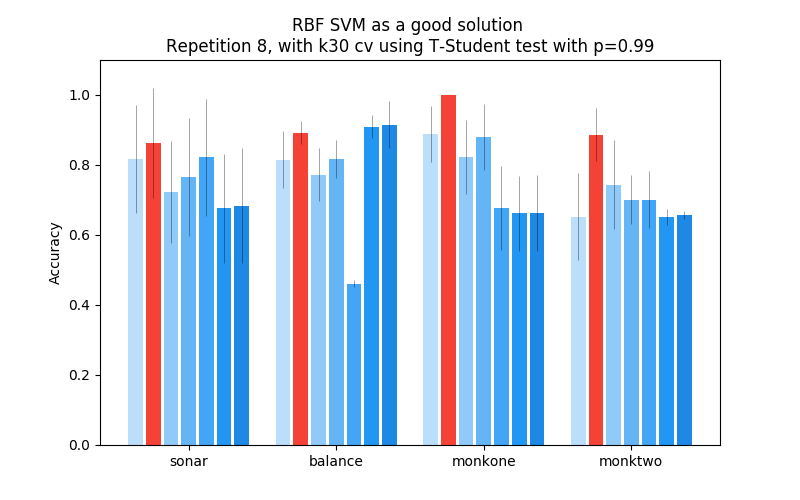 RBF SVM as a good solution
Repetition 8, with k30 cv using T-Student test with p=0.99
1.0
0.8
0.6
0.4
0.2
0.0
Accuracy
sonar
balance
monkone
monktwo